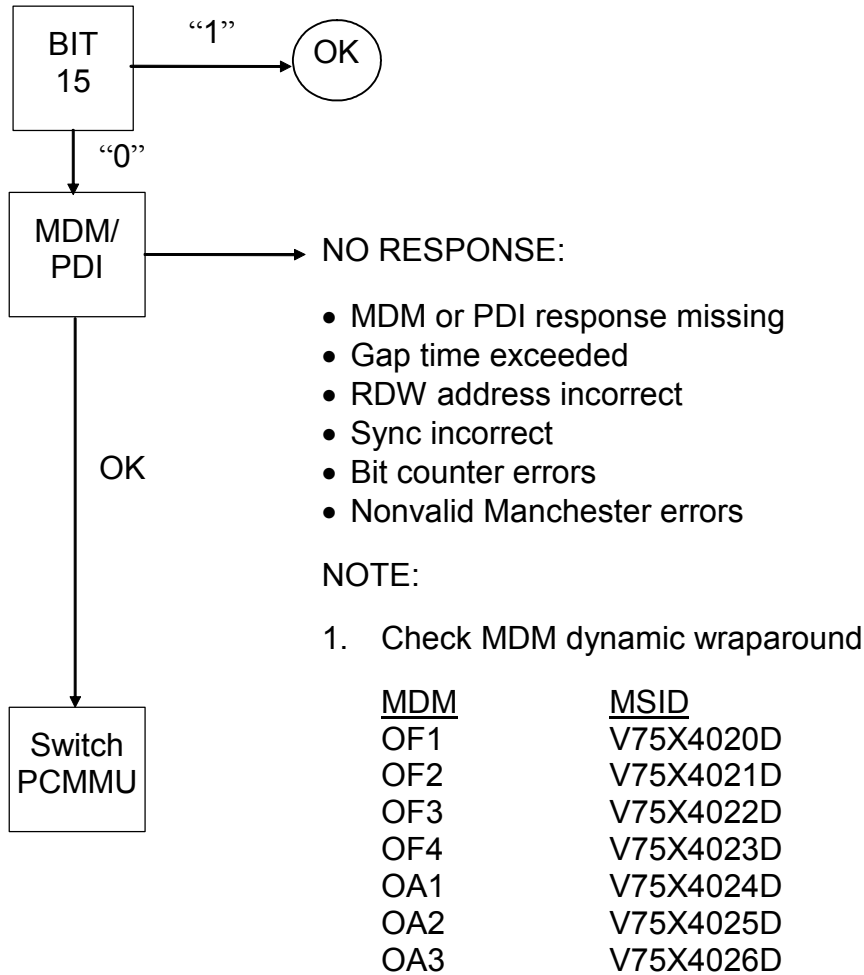 BIT
15
“1”
OK
“0”
MDM/
PDI
NO RESPONSE:
• MDM or PDI response missing
• Gap time exceeded
• RDW address incorrect
• Sync incorrect
• Bit counter errors
• Nonvalid Manchester errors
OK
NOTE:
1. Check MDM dynamic wraparound
MDM MSID
OF1 V75X4020D
OF2 V75X4021D
OF3 V75X4022D
OF4 V75X4023D
OA1 V75X4024D
OA2 V75X4025D
OA3 V75X4026D
Switch
PCMMU